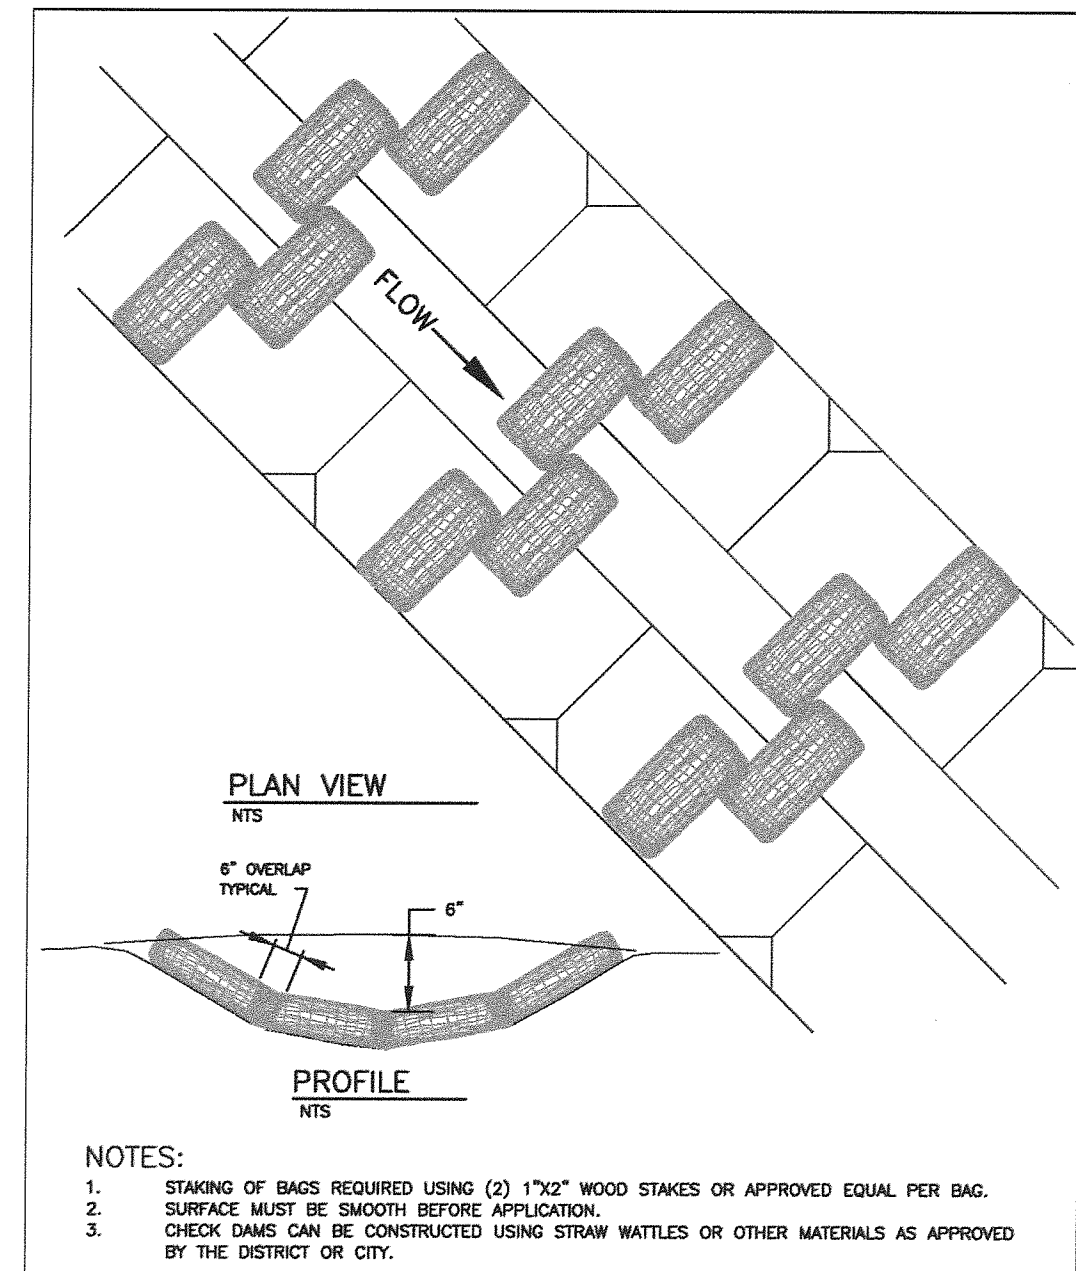 FLOW
PLAN VIEW
NTS
6" OVERLAP
TYPICAL
6"
PROFILE
NTS
NOTES:
1. STAKING OF BAGS REQUIRED USING (2) 1"X2" WOOD STAKES OR APPROVED EQUAL PER BAG.
2. SURFACE MUST BE SMOOTH BEFORE APPLICATION.
3. CHECK DAMS CAN BE CONSTRUCTED USING STRAW WATTLES OR OTHER MATERIALS AS APPROVED
BY THE DISTRICT OR CITY.